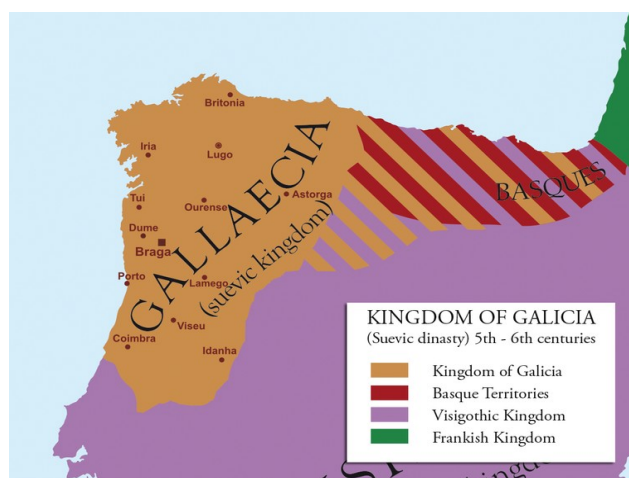 Britonia
Iria
Lugo
GALLAECIA
(suevic kingdom)
BASQUES
Astorga
Tui
Ourense
Dume
Braga
Porto
Lamego
Viseu
Coimbra
Idanha
KINGDOM OF GALICIA
(Suevic dinasty) 5th - 6th centuries
Kingdom of Galicia
Basque Territories
Visigothic Kingdom
Frankish Kingdom